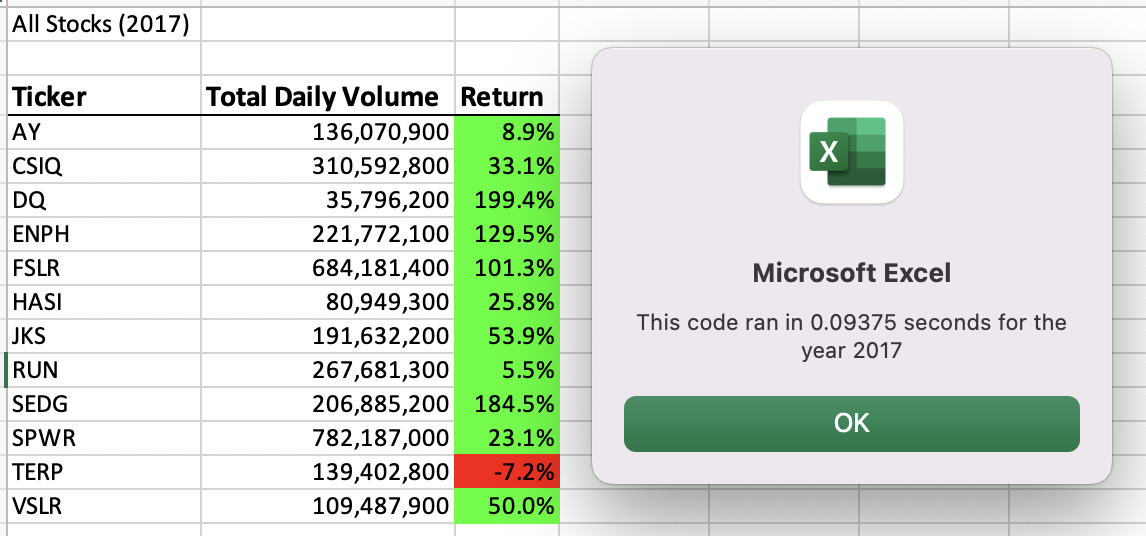 All Stocks (2017)
Ticker Total Daily Volume Return
AY 136,070,900 8.9%
CSIQ 310,592,800 33.1%
DQ 35,796,200 199.4%
ENPH 221,772,100 129.5%
FSLR 684,181,400 101.3%
HASI 80,949,300 25.8%
JKS 191,632,200 53.9%
RUN 267,681,300 5.5%
SEDG 206,885,200 184.5%
SPWR 782,187,000 23.1%
TERP 139,402,800 -7.2%
VSLR 109,487,900 50.0%
X
Microsoft Excel
This code ran in 0.09375 seconds for the
year 2017
OK